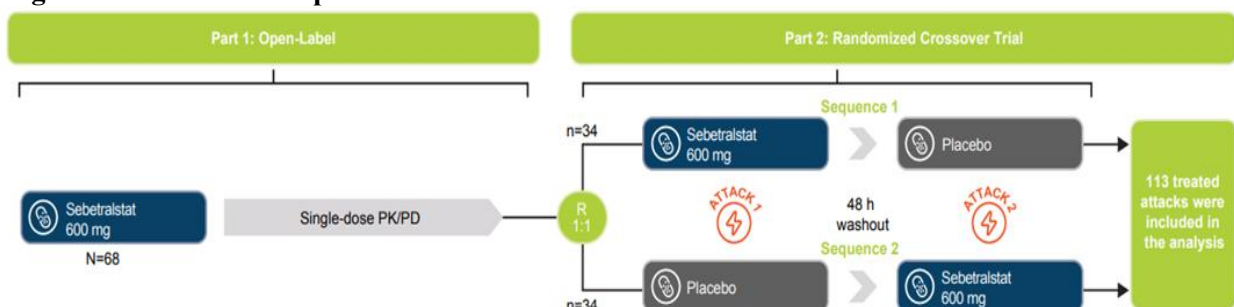 Part 1: Open-Label
Part 2: Randomized Crossover Trial
Sebetralstat
600 mg
N=68
Single-dose PK/PD
R
1:1
n=34
n=34
Sequence 1
Sebetralstat
600 mg
Placebo
ATTACK 1
48 h
washout
ATTACK 2
Sequence 2
Placebo
Sebetralstat
600 mg
113 treated
attacks were
included in
the analysis